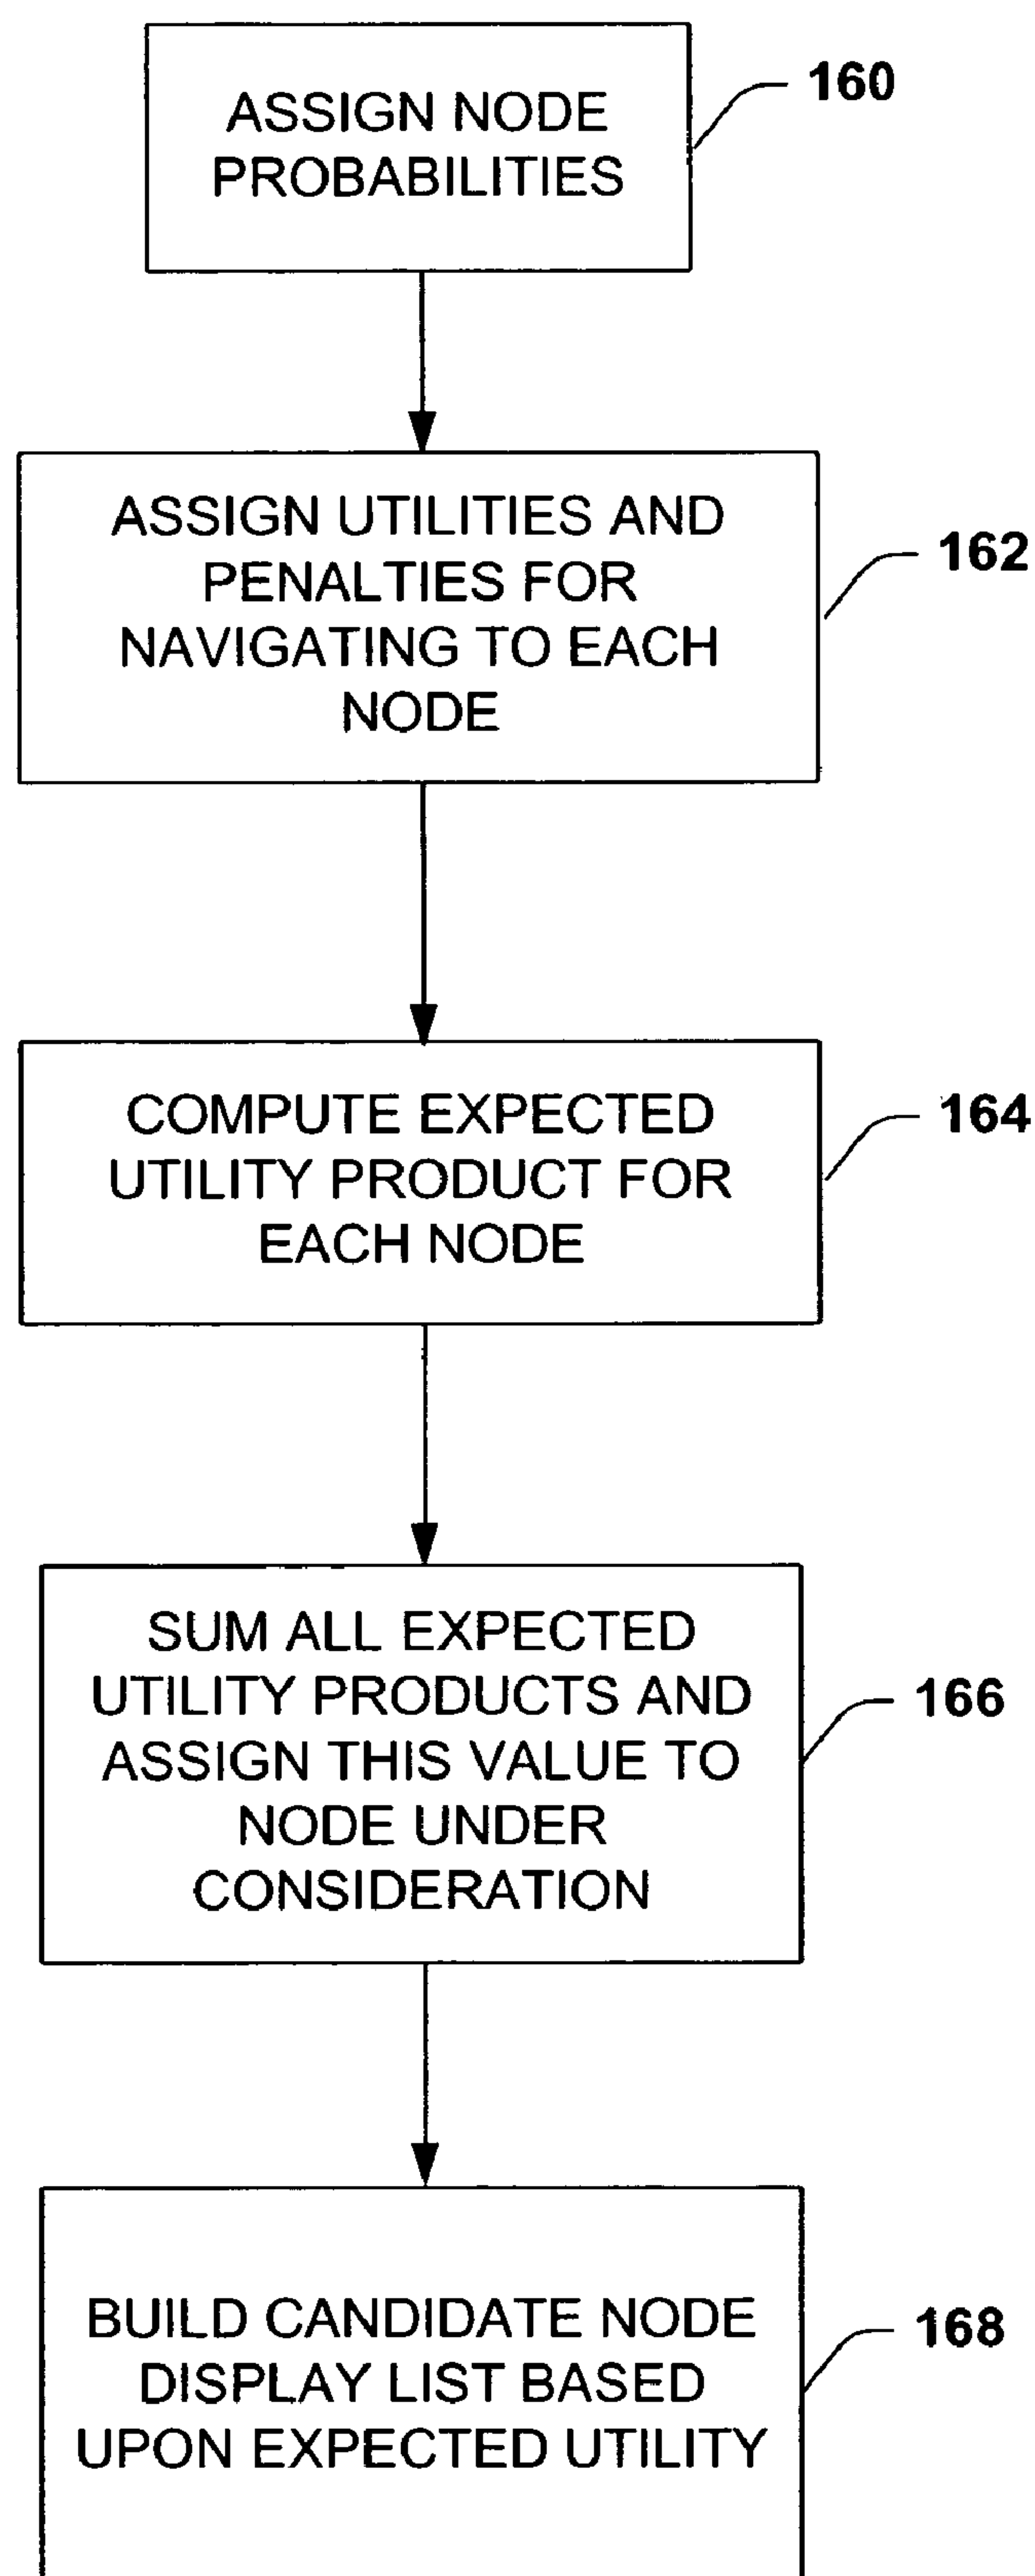 ASSIGN NODE
PROBABILITIES
160
ASSIGN UTILITIES AND
PENALTIES FOR
NAVIGATING TO EACH
NODE
162
COMPUTE EXPECTED
UTILITY PRODUCT FOR
EACH NODE
164
SUM ALL EXPECTED
UTILITY PRODUCTS AND
ASSIGN THIS VALUE TO
NODE UNDER
CONSIDERATION
166
BUILD CANDIDATE NODE
DISPLAY LIST BASED
UPON EXPECTED UTILITY
168